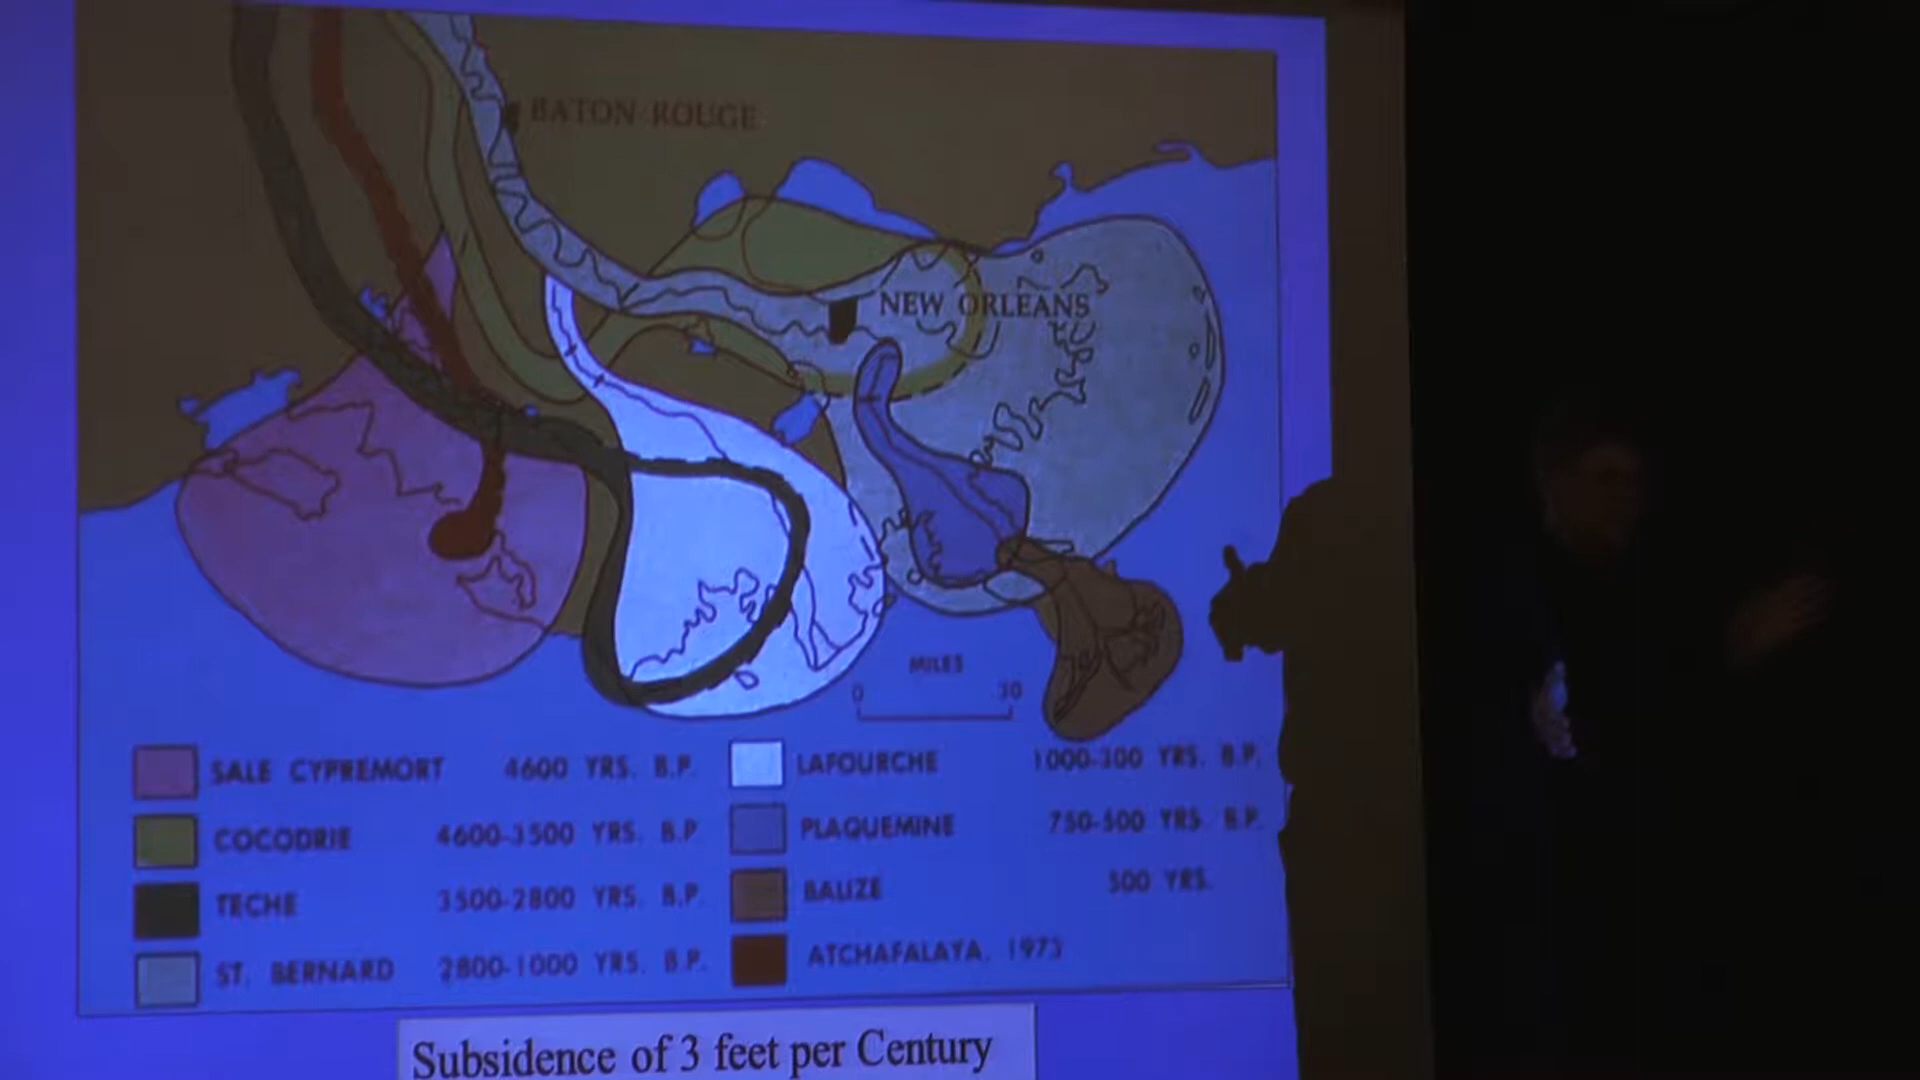 BATON ROUGE
NEW ORLEANS
MILES
0 30
SALE CYPREMORT 4600 YRS. B.P.
COCODRIE 4600-3500 YRS. B.P
TECHE 3500-2800 YRS. B.P.
ST. BERNARD 2800-1000 YRS. B.P.
LAFOURCHE 1000-300 YRS. B.P.
PLAQUEMINE 750-500 YRS. B.P.
BALIZE 500 YRS.
ATCHAFALAYA, 1973
Subsidence of 3 feet per Century